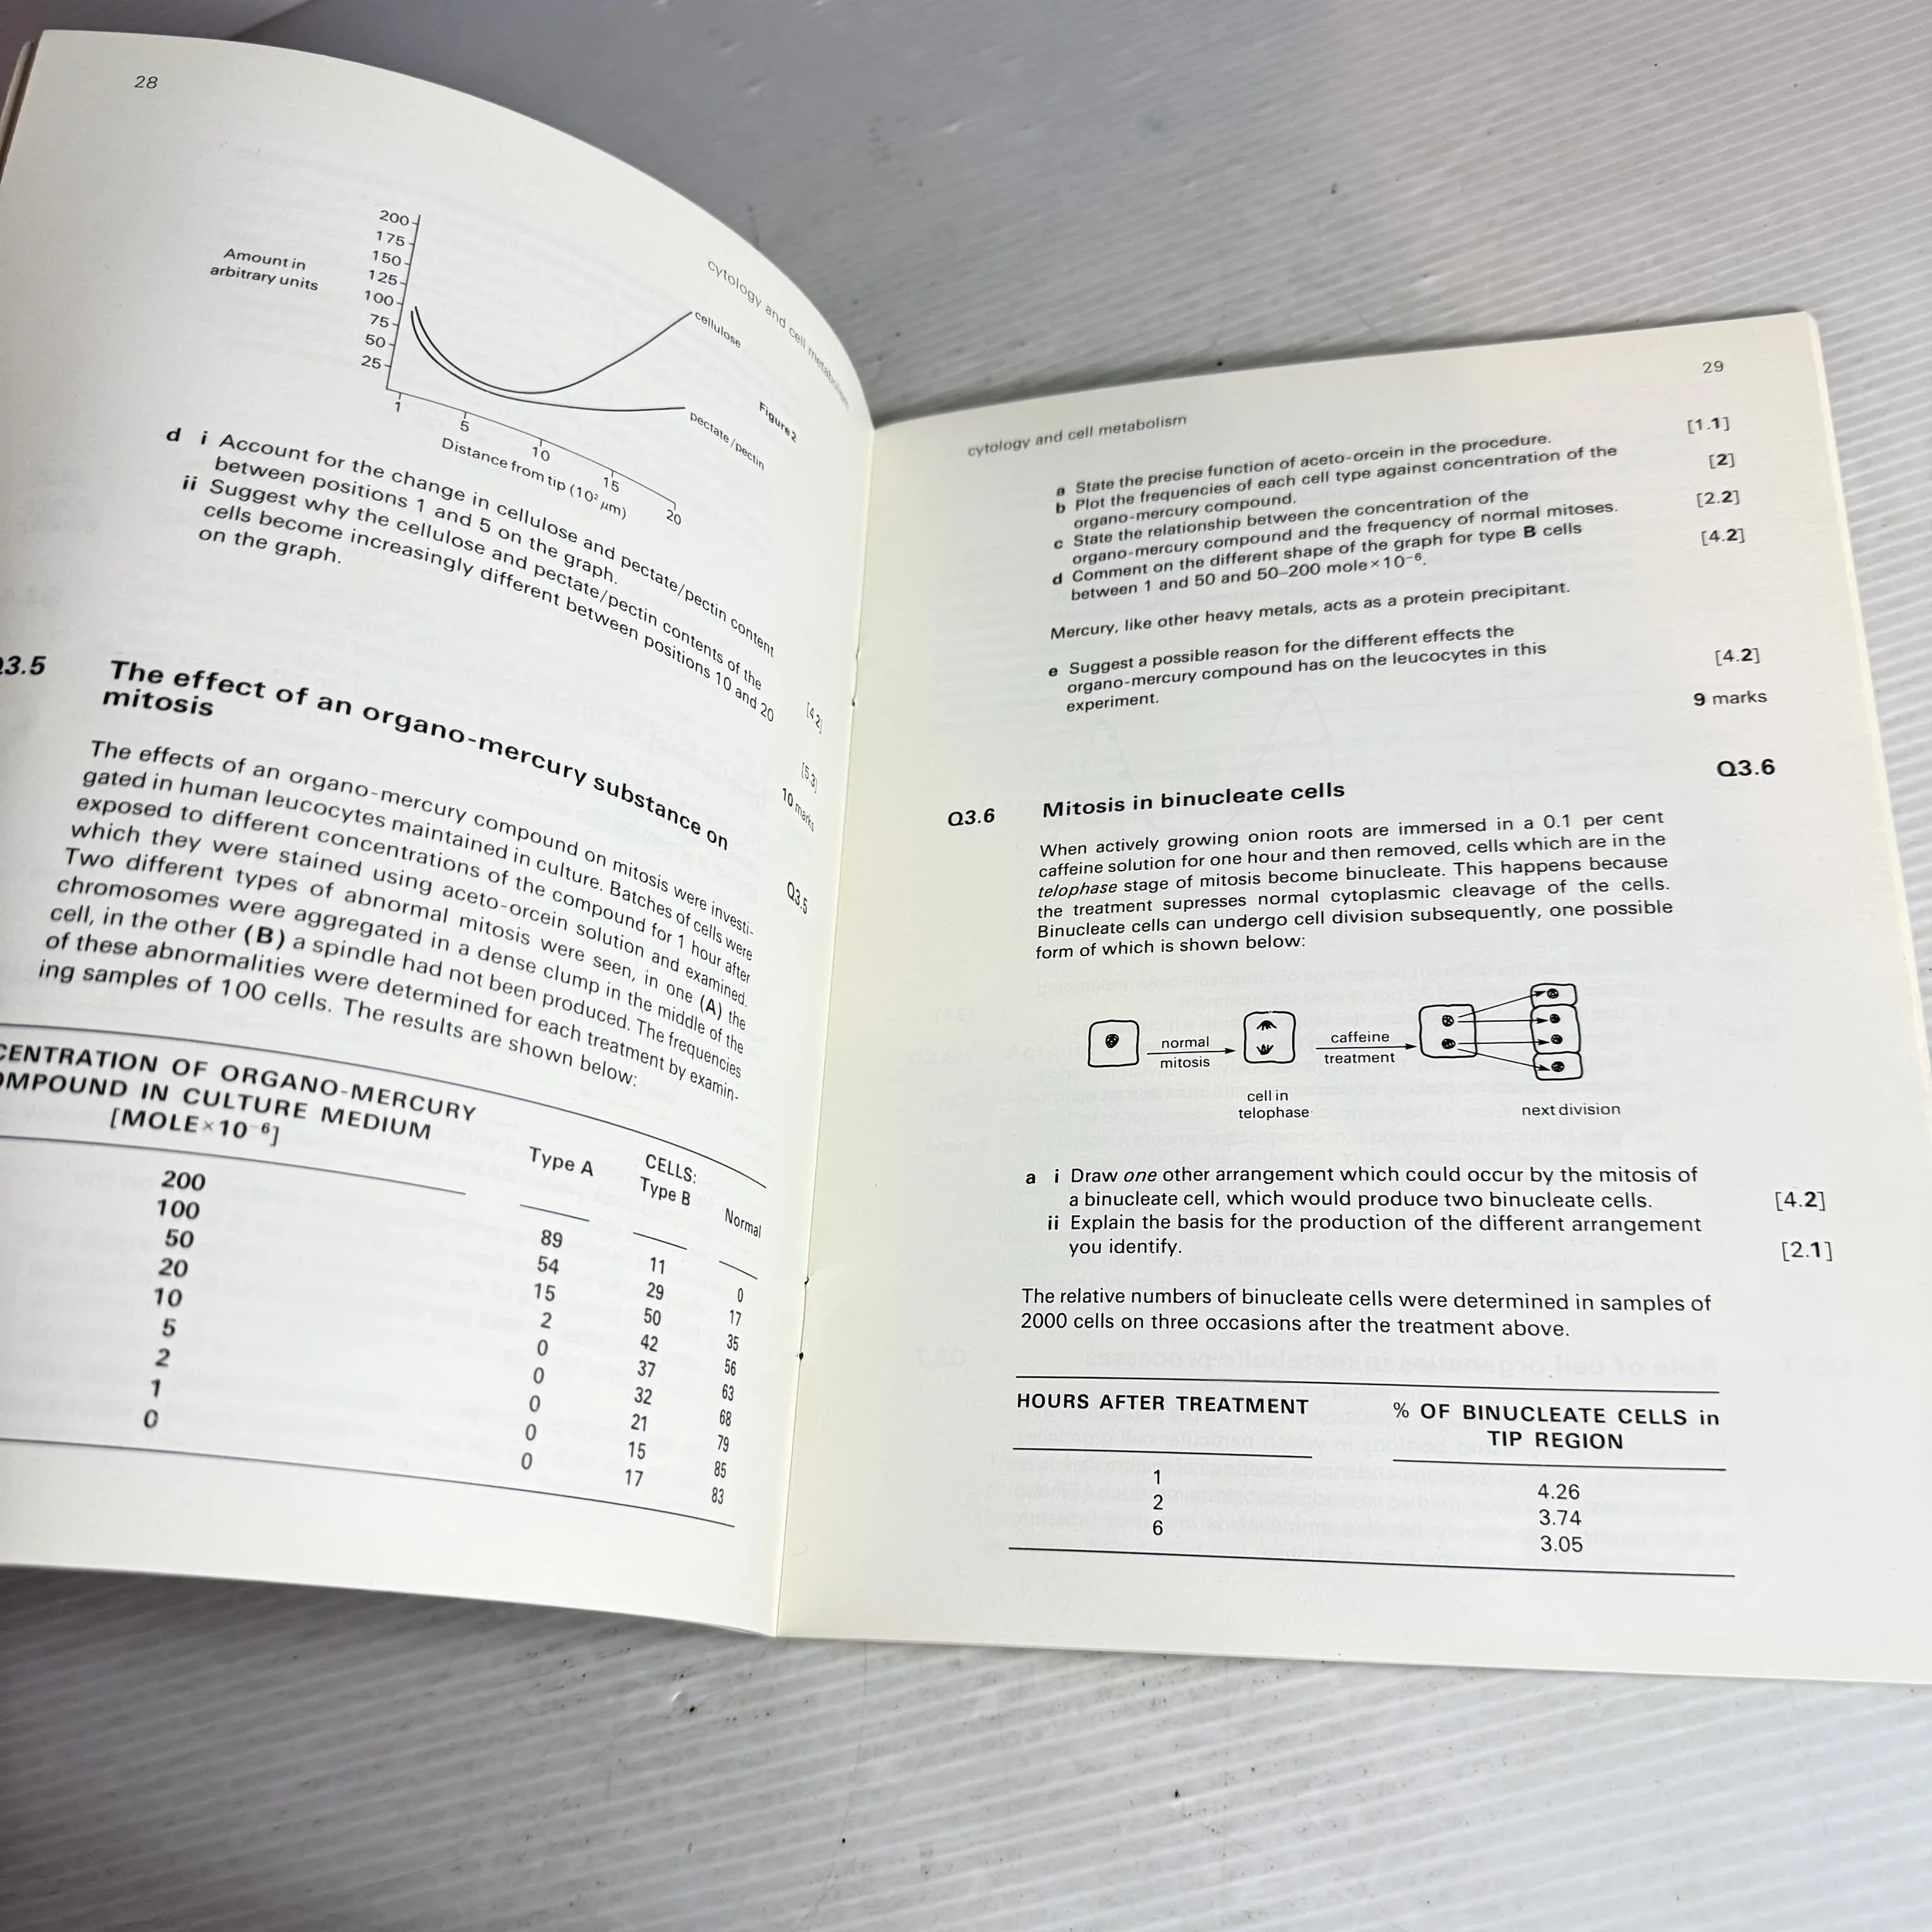 28
cytology and cell metabolism
200
175
150
125
100
75
50
25
Amount in
arbitrary units
cellulose
pectate/pectin
1
5
10
15
20
Distance from tip (10² μm)
Figure 2
d i Account for the change in cellulose and pectate/pectin content
between positions 1 and 5 on the graph.
[4.2]
ii Suggest why the cellulose and pectate/pectin contents of the
cells become increasingly different between positions 10 and 20
on the graph.
[5.3]
10 marks
Q3.5
The effect of an organo-mercury substance on
mitosis
Q3.5
The effects of an organo-mercury compound on mitosis were investi-
gated in human leucocytes maintained in culture. Batches of cells were
exposed to different concentrations of the compound for 1 hour after
which they were stained using aceto-orcein solution and examined.
Two different types of abnormal mitosis were seen, in one (A) the
chromosomes were aggregated in a dense clump in the middle of the
cell, in the other (B) a spindle had not been produced. The frequencies
of these abnormalities were determined for each treatment by examin-
ing samples of 100 cells. The results are shown below:
CENTRATION OF ORGANO-MERCURY
OMPOUND IN CULTURE MEDIUM
[MOLE×10⁻⁶]
CELLS:
Type A Type B Normal
200 89 11 0
100 54 29 17
50 15 50 35
20 2 42 56
10 0 37 63
5 0 32 68
2 0 21 79
1 0 15 85
0 0 17 83
29
cytology and cell metabolism
a State the precise function of aceto-orcein in the procedure. [1.1]
b Plot the frequencies of each cell type against concentration of the
organo-mercury compound. [2]
c State the relationship between the concentration of the
organo-mercury compound and the frequency of normal mitoses. [2.2]
d Comment on the different shape of the graph for type B cells
between 1 and 50 and 50–200 mole×10⁻⁶. [4.2]
Mercury, like other heavy metals, acts as a protein precipitant.
e Suggest a possible reason for the different effects the
organo-mercury compound has on the leucocytes in this
experiment. [4.2]
9 marks
Q3.6 Mitosis in binucleate cells Q3.6
When actively growing onion roots are immersed in a 0.1 per cent
caffeine solution for one hour and then removed, cells which are in the
telophase stage of mitosis become binucleate. This happens because
the treatment supresses normal cytoplasmic cleavage of the cells.
Binucleate cells can undergo cell division subsequently, one possible
form of which is shown below:
normal
mitosis
cell in
telophase
caffeine
treatment
next division
a i Draw one other arrangement which could occur by the mitosis of
a binucleate cell, which would produce two binucleate cells. [4.2]
ii Explain the basis for the production of the different arrangement
you identify. [2.1]
The relative numbers of binucleate cells were determined in samples of
2000 cells on three occasions after the treatment above.
HOURS AFTER TREATMENT % OF BINUCLEATE CELLS in
TIP REGION
1 4.26
2 3.74
6 3.05